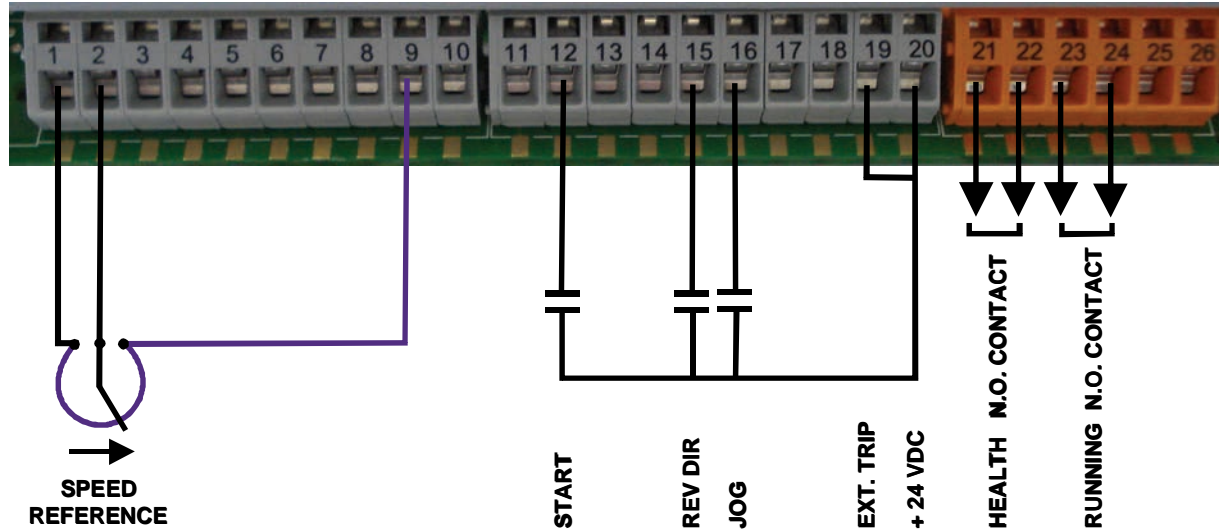 1 2 3 4 5 6 7 8 9 10 11 12 13 14 15 16 17 18 19 20 21 22 23 24 25 26
SPEED
REFERENCE
START
REV DIR
JOG
EXT. TRIP
+ 24 VDC
HEALTH N.O. CONTACT
RUNNING N.O. CONTACT